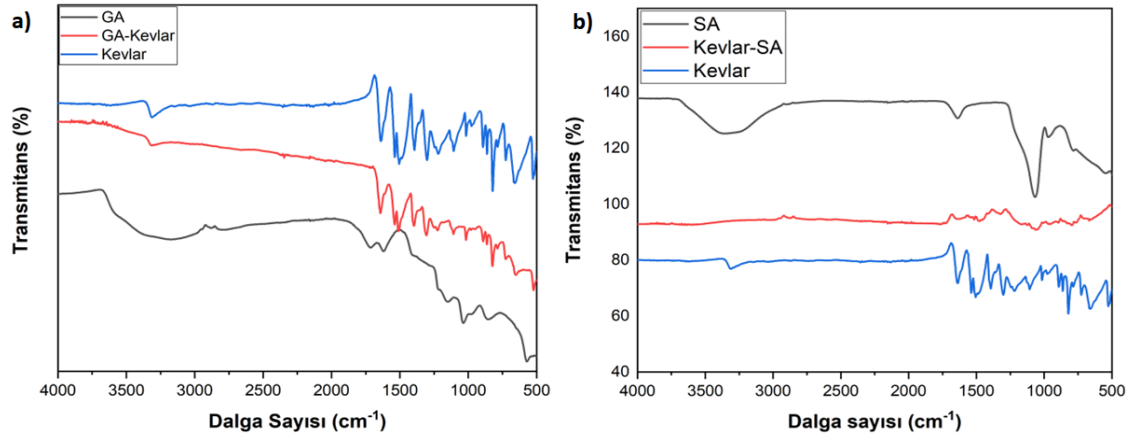 a)
GA
GA-Kevlar
Kevlar
Transmitans (%)
4000 3500 3000 2500 2000 1500 1000 500
Dalga Sayısı (cm⁻¹)
b)
SA
Kevlar-SA
Kevlar
Transmitans (%)
160
140
120
100
80
60
40
4000 3500 3000 2500 2000 1500 1000 500
Dalga sayısı (cm⁻¹)